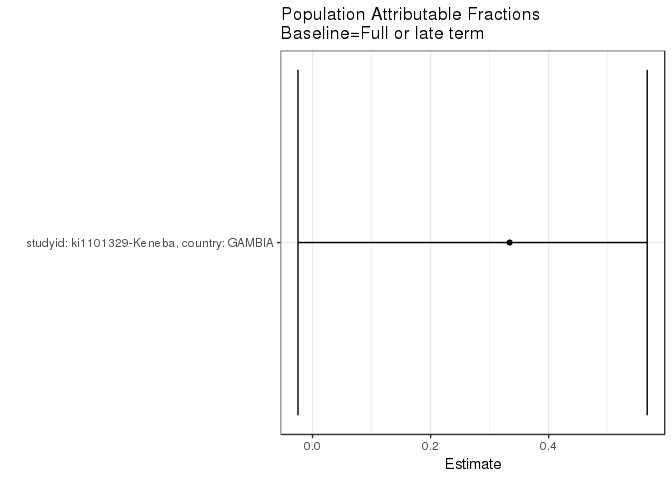 Population Attributable Fractions
Baseline=Full or late term
studyid: ki1101329-Keneba, country: GAMBIA
0.0 0.2 0.4
Estimate